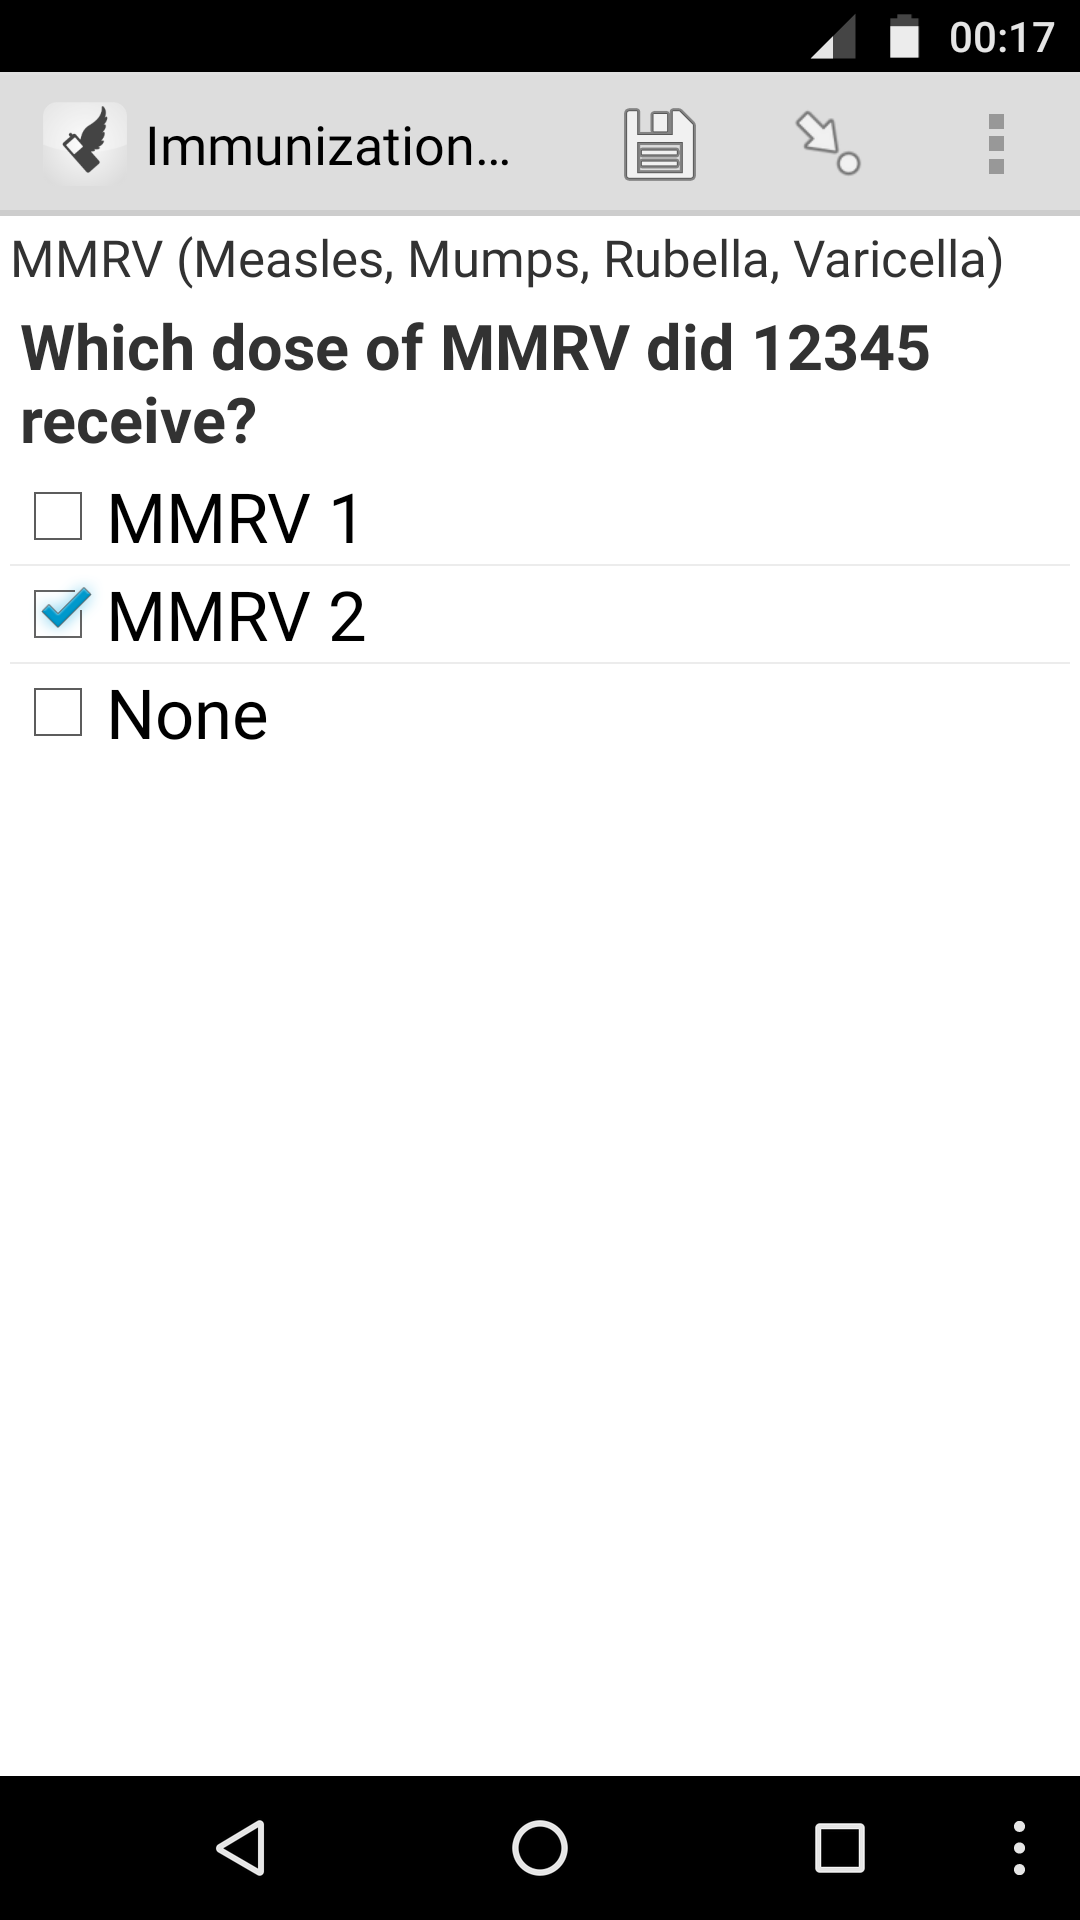 00:17
Immunization...
MMRV (Measles, Mumps, Rubella, Varicella)
Which dose of MMRV did 12345
receive?
MMRV 1
MMRV 2
None